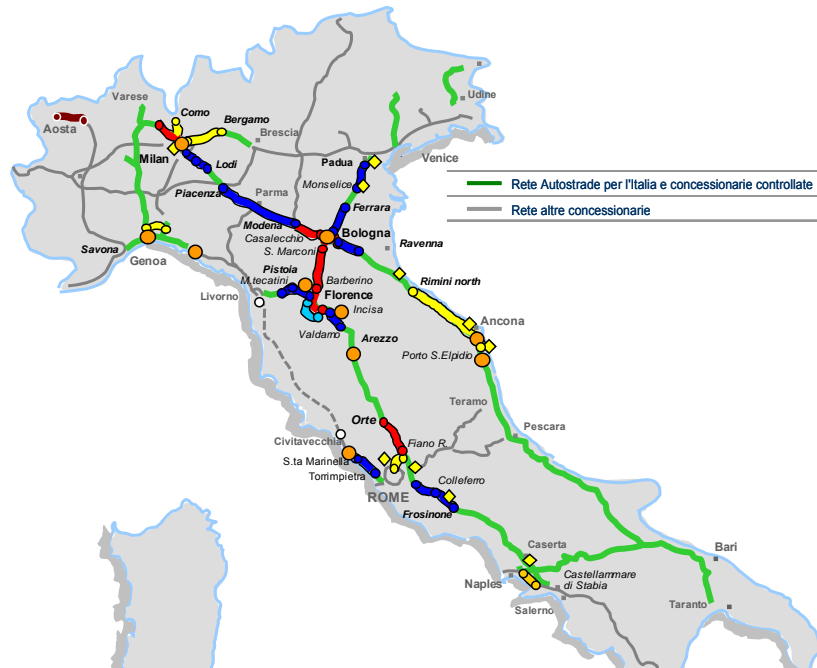 Udine
Varese
Como
Bergamo
Aosta
Brescia
Milan
Padua
Venice
Lodi
Monselica
Rete Autostrade per l'Italia e concessionarie controllate
Piacenza
Parma
Ferrara
Rete altre concessionarie
Modena
Bologna
Casalecchio
Ravenna
Savona
S. Marconi
Genoa
Pistoia
M.tecatini
Barberino
Rimini north
Livorno
Florence
Incisa
Ancona
Valdarno
Arezzo
Porto S.Elpidio
Teramo
Orte
Pescara
Civitavecchia
Fiano R.
S.ta Marinella
Torrimpietra
Colleferro
ROME
Frosinone
Caserta
Bari
Naples
Castellammare
di Stabia
Salerno
Taranto